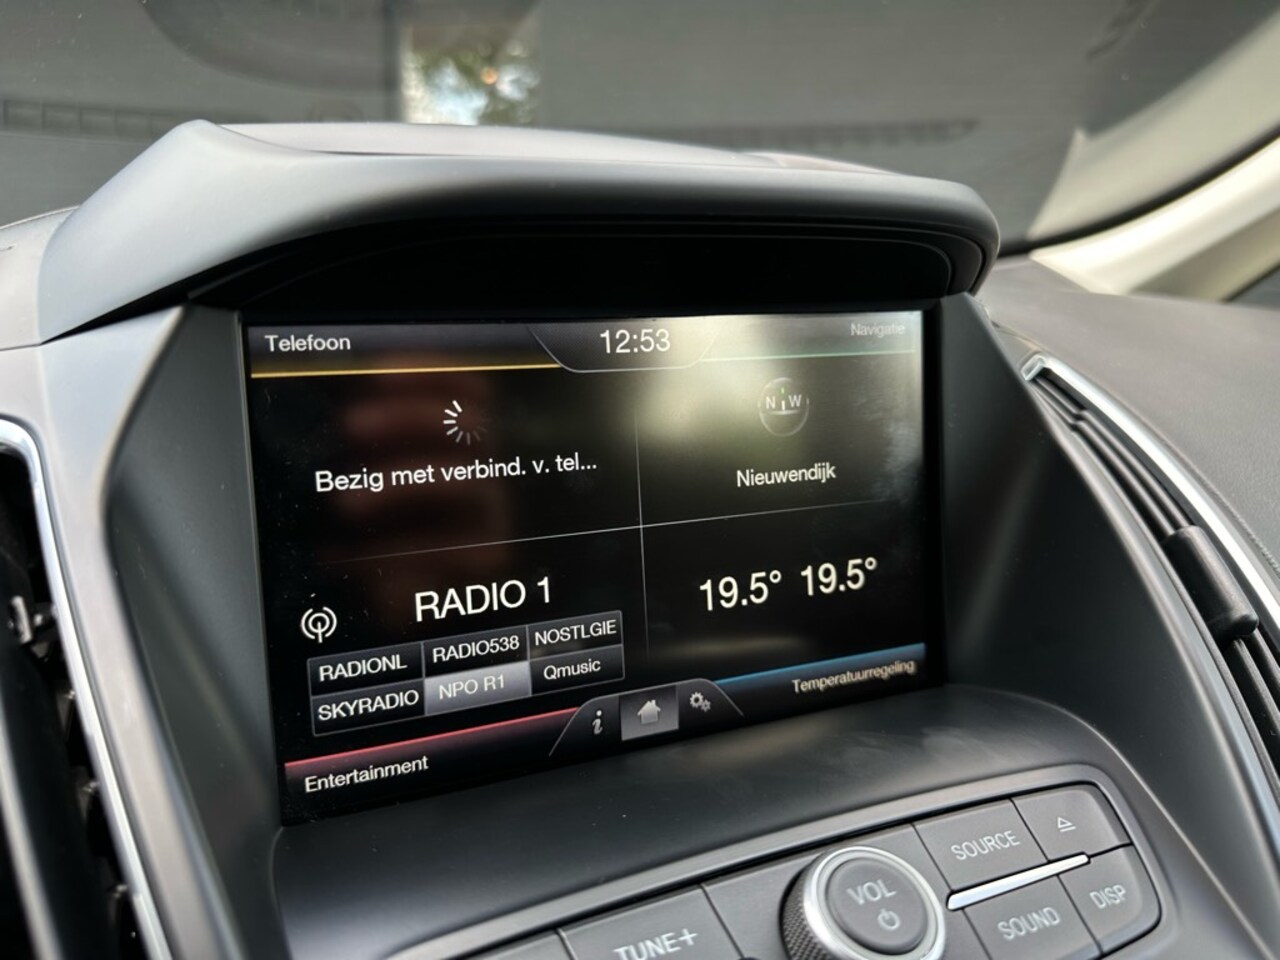 Telefoon
12:53
Navigatie
N W
Bezig met verbind. v. tel...
Nieuwendijk
RADIO 1
19.5° 19.5°
RADIONL RADIO538 NOSTLGIE
SKYRADIO NPO R1 Qmusic
Temperatuurregeling
Entertainment
SOURCE
VOL
SOUND
DISP
TUNE+